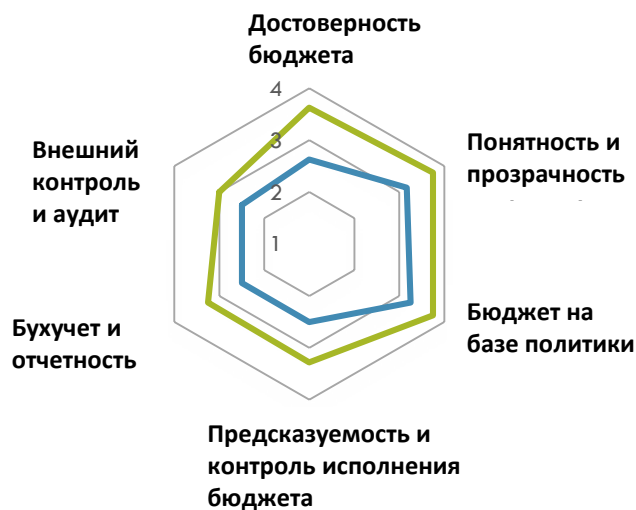 Достоверность
бюджета
4
3
2
1
Понятность и
прозрачность
Внешний
контроль
и аудит
Бюджет на
базе политики
Бухучет и
отчетность
Предсказуемость и
контроль исполнения
бюджета